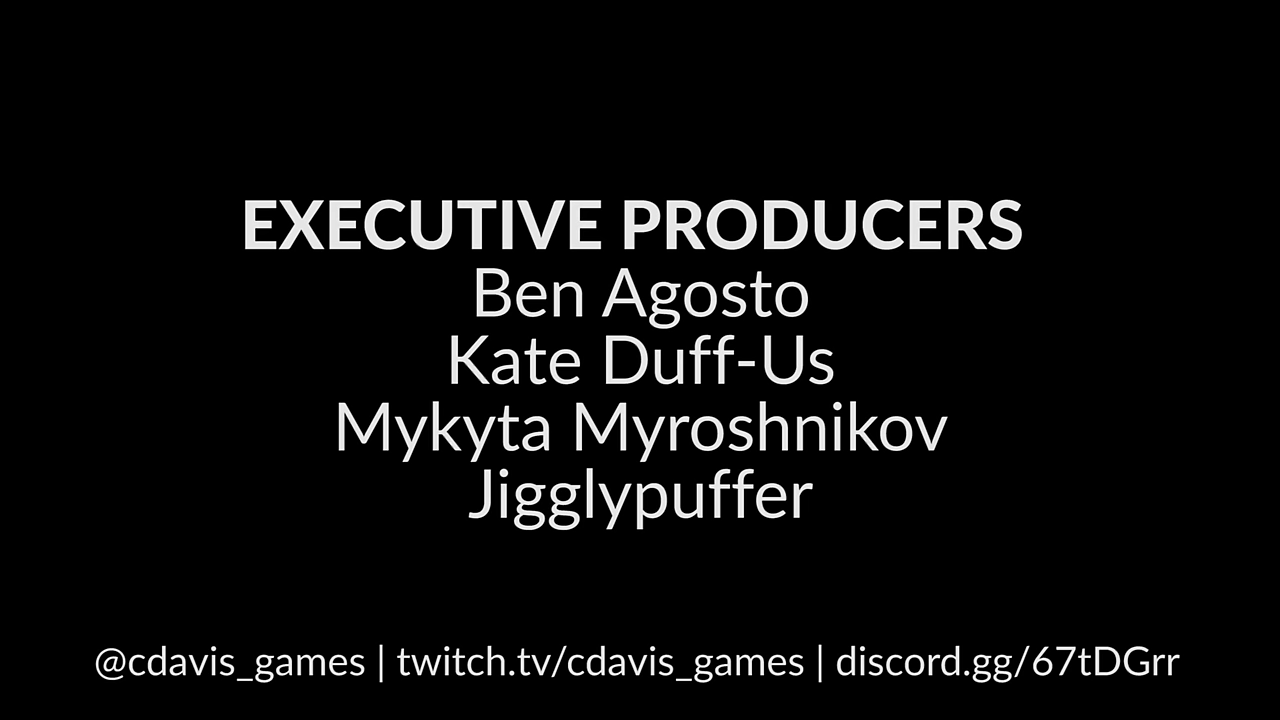 EXECUTIVE PRODUCERS
Ben Agosto
Kate Duff-Us
Mykyta Myroshnikov
Jigglypuffer
@cdavis_games | twitch.tv/cdavis_games | discord.gg/67tDGrr